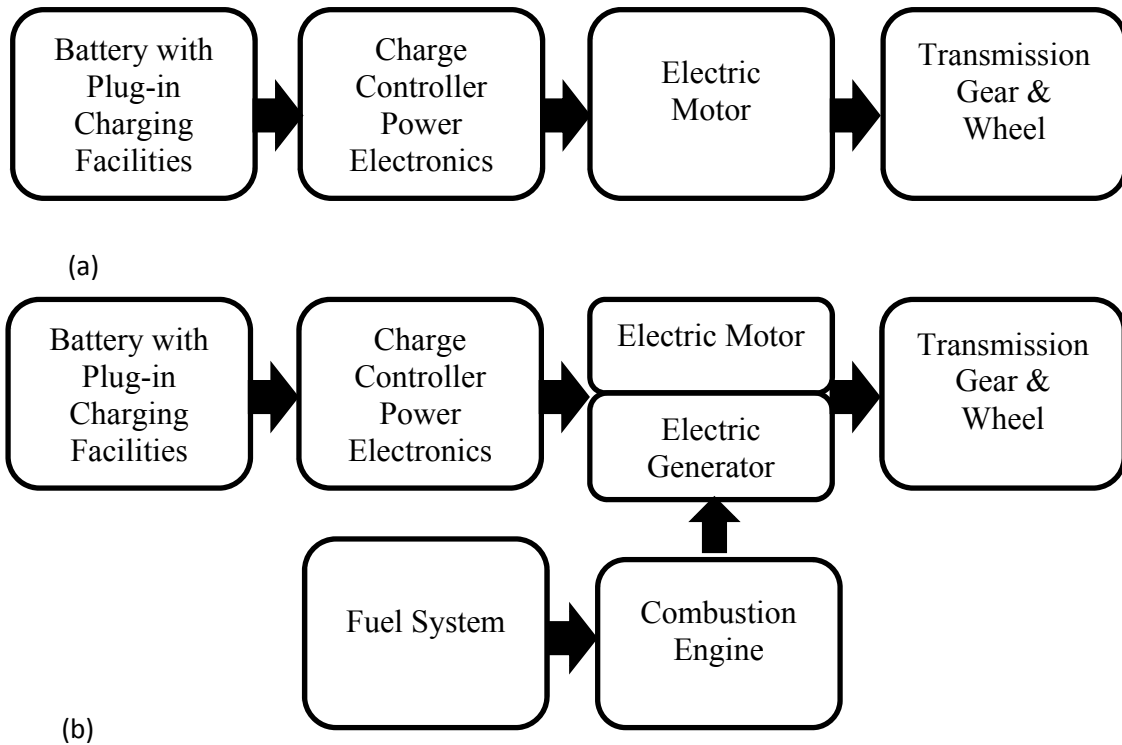 Battery with
Plug-in
Charging
Facilities
Charge
Controller
Power
Electronics
Electric
Motor
Transmission
Gear &
Wheel
(a)
Battery with
Plug-in
Charging
Facilities
Charge
Controller
Power
Electronics
Electric Motor
Electric
Generator
Transmission
Gear &
Wheel
Fuel System
Combustion
Engine
(b)